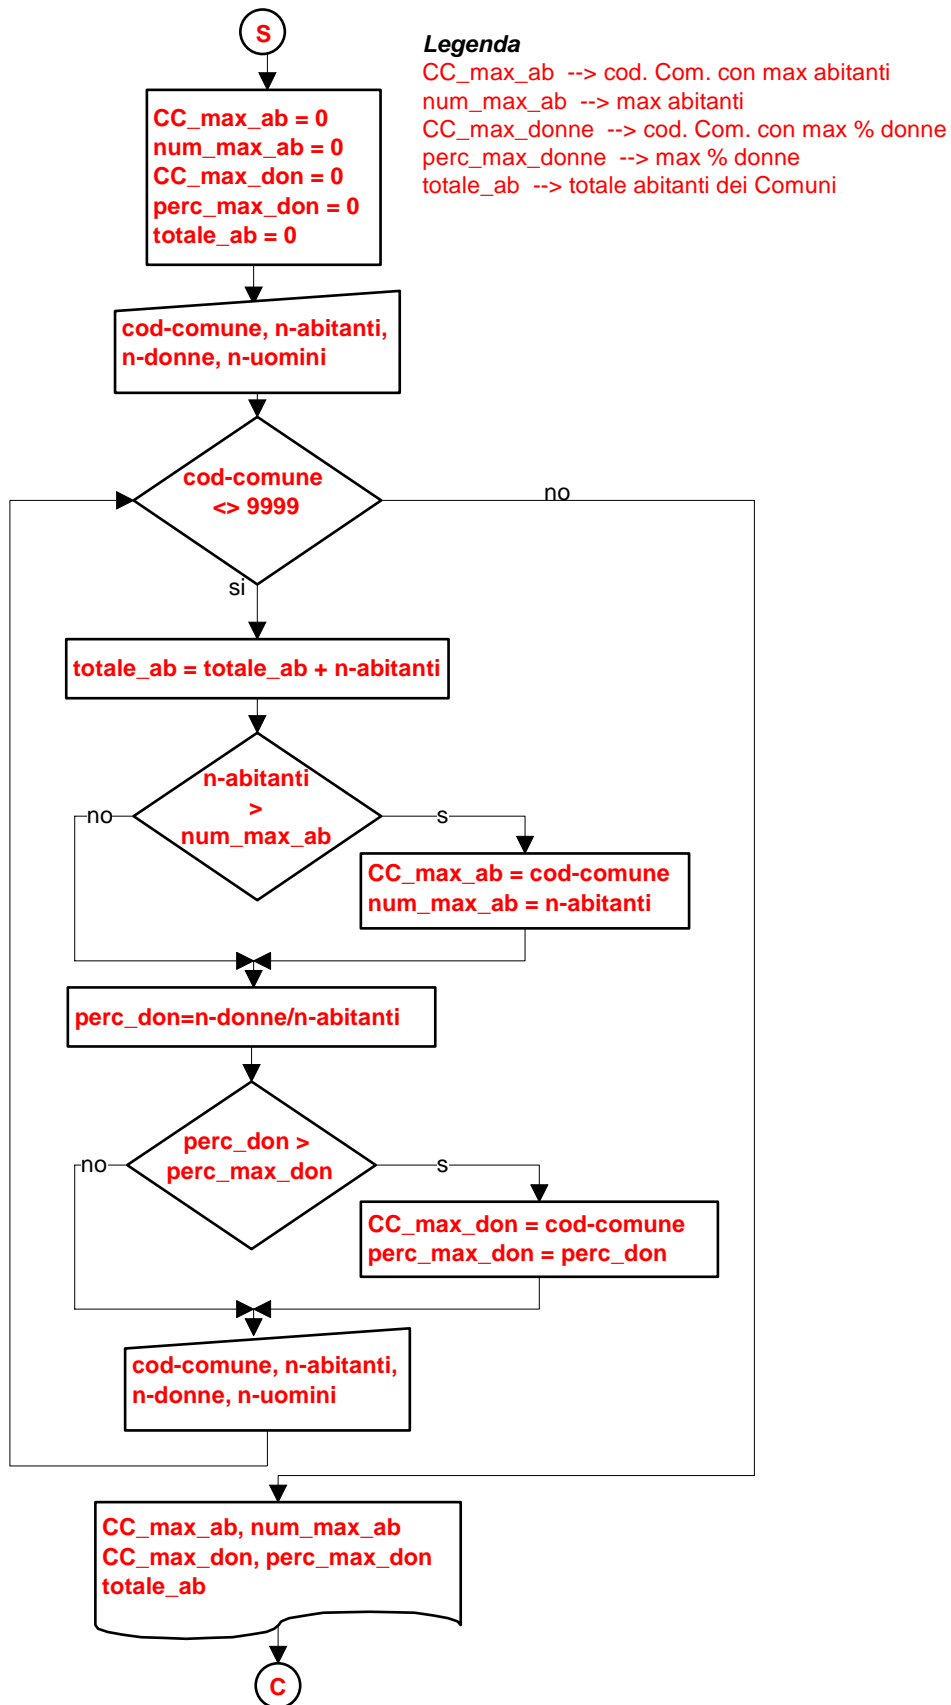 S
Legenda
CC_max_ab --> cod. Com. con max abitanti
num_max_ab --> max abitanti
CC_max_donne --> cod. Com. con max % donne
perc_max_donne --> max % donne
totale_ab --> totale abitanti dei Comuni
CC_max_ab = 0
num_max_ab = 0
CC_max_don = 0
perc_max_don = 0
totale_ab = 0
cod-comune, n-abitanti,
n-donne, n-uomini
cod-comune
<> 9999
no
si
totale_ab = totale_ab + n-abitanti
n-abitanti
>
num_max_ab
no
s
CC_max_ab = cod-comune
num_max_ab = n-abitanti
perc_don=n-donne/n-abitanti
perc_don >
perc_max_don
no
s
CC_max_don = cod-comune
perc_max_don = perc_don
cod-comune, n-abitanti,
n-donne, n-uomini
CC_max_ab, num_max_ab
CC_max_don, perc_max_don
totale_ab
C